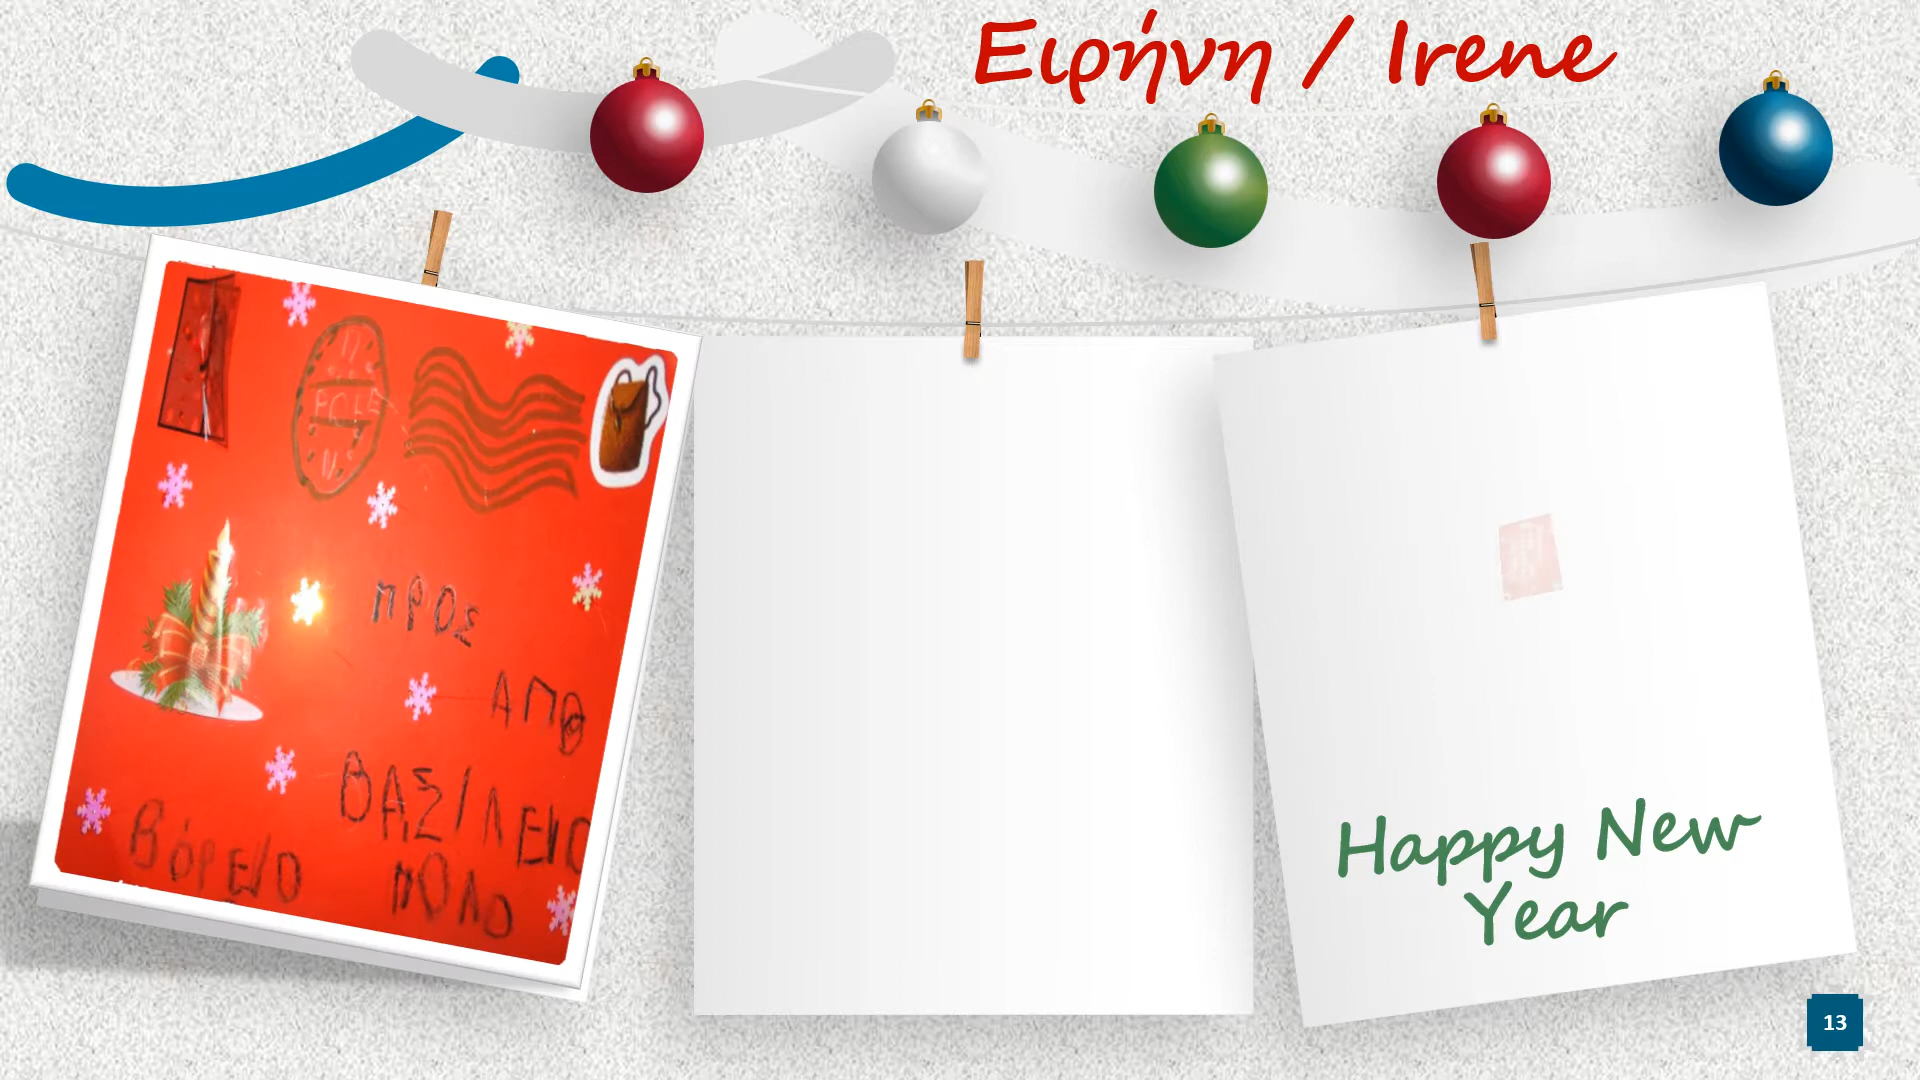 Ειρήνη / Irene
ΠΡΟΣ
ΑΠΟ
ΒΑΣΙΛΕΙΟ
Βόρειο ΠΟΛΟ
Happy New
Year
13